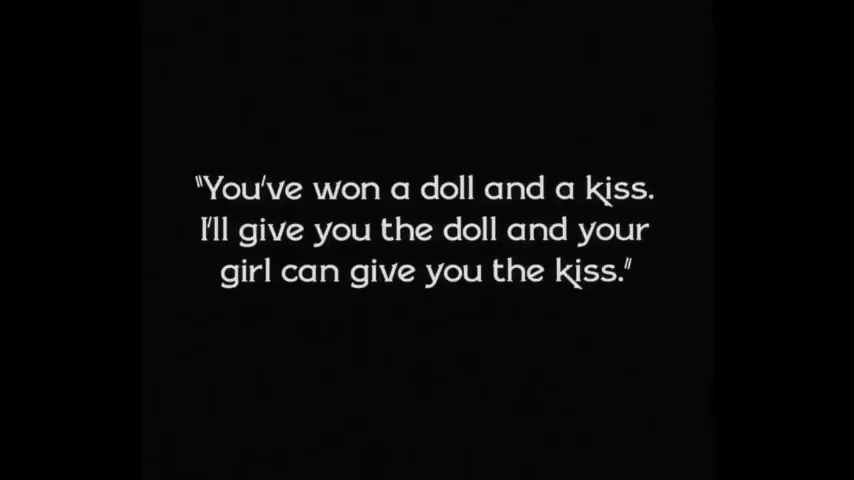 "You've won a doll and a kiss.
I'll give you the doll and your
girl can give you the kiss."